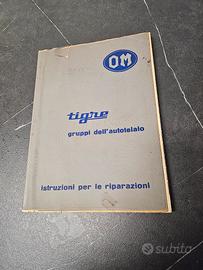 OM
tigre
gruppi dell'autotelaio
istruzioni per le riparazioni
subito